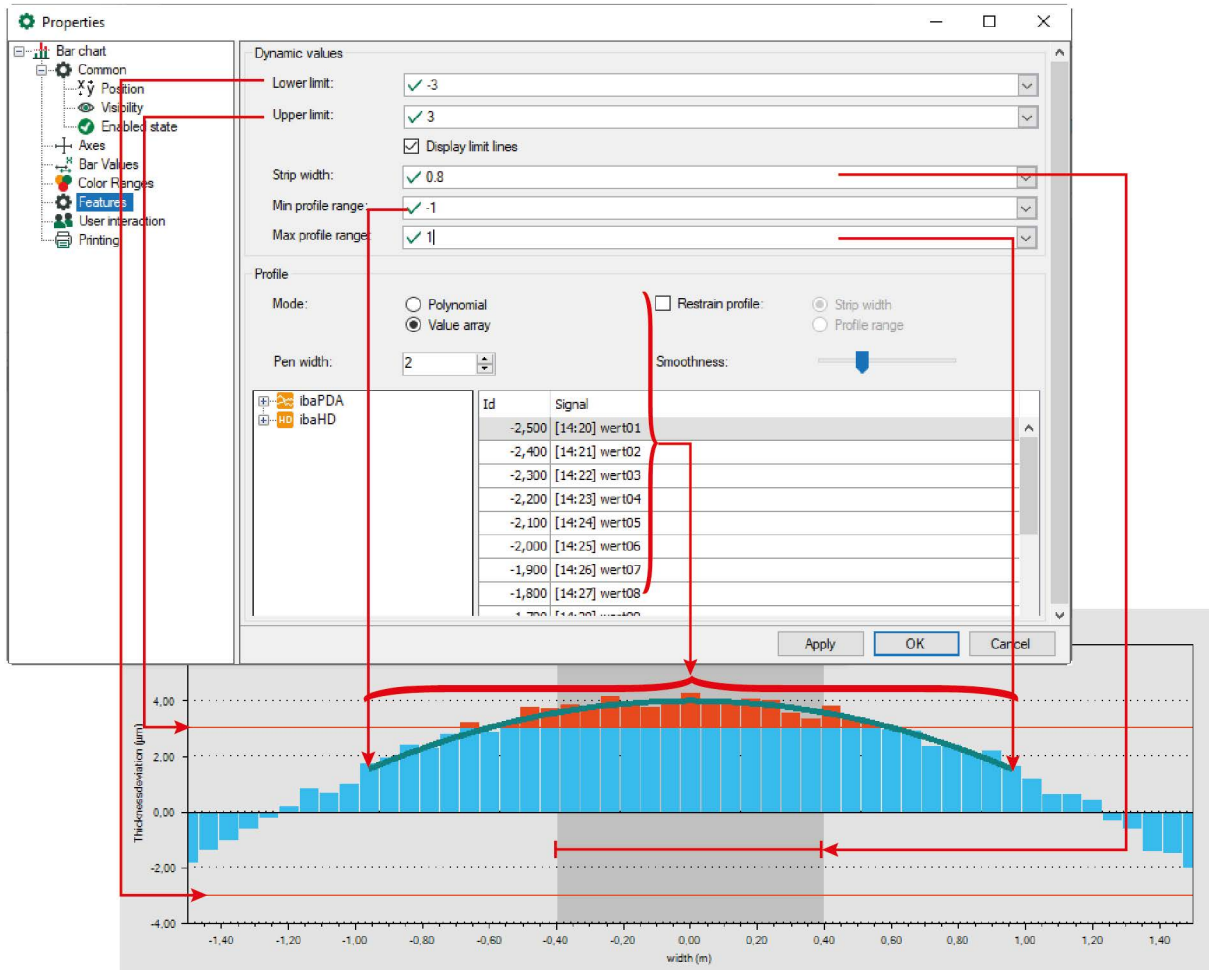 Properties
Bar chart
Common
Position
Visibility
Enabled state
Axes
Bar Values
Color Ranges
Features
User interaction
Printing
Dynamic values
Lower limit: -3
Upper limit: 3
Display limit lines
Strip width: 0.8
Min profile range: -1
Max profile range: 1
Profile
Mode: Polynomial
Value array
Restrain profile: Strip width
Profile range
Pen width: 2
Smoothness:
ibaPDA
HD ibaHD
Id Signal
-2,500 [14:20] wert01
-2,400 [14:21] wert02
-2,300 [14:22] wert03
-2,200 [14:23] wert04
-2,100 [14:24] wert05
-2,000 [14:25] wert06
-1,900 [14:26] wert07
-1,800 [14:27] wert08
Apply OK Cancel
Thicknessdeviation (µm)
4,00
2,00
0,00
-2,00
-4,00
-1,40 -1,20 -1,00 -0,80 -0,60 -0,40 -0,20 0,00 0,20 0,40 0,60 0,80 1,00 1,20 1,40
width (m)